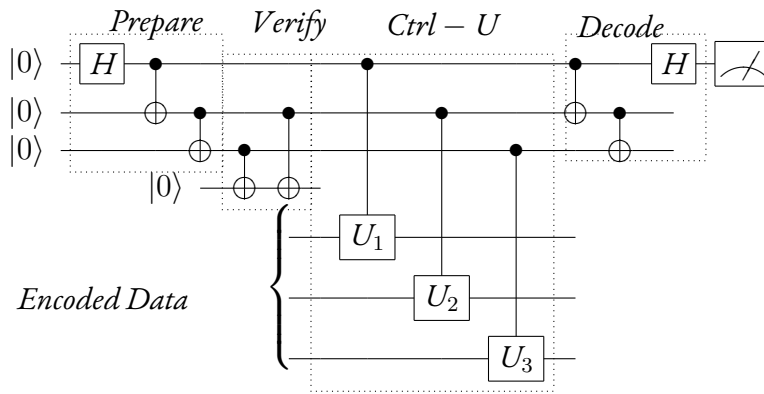 Prepare Verify Ctrl − U Decode
|0⟩ H H
|0⟩
|0⟩
|0⟩
U₁
U₂
Encoded Data
U₃